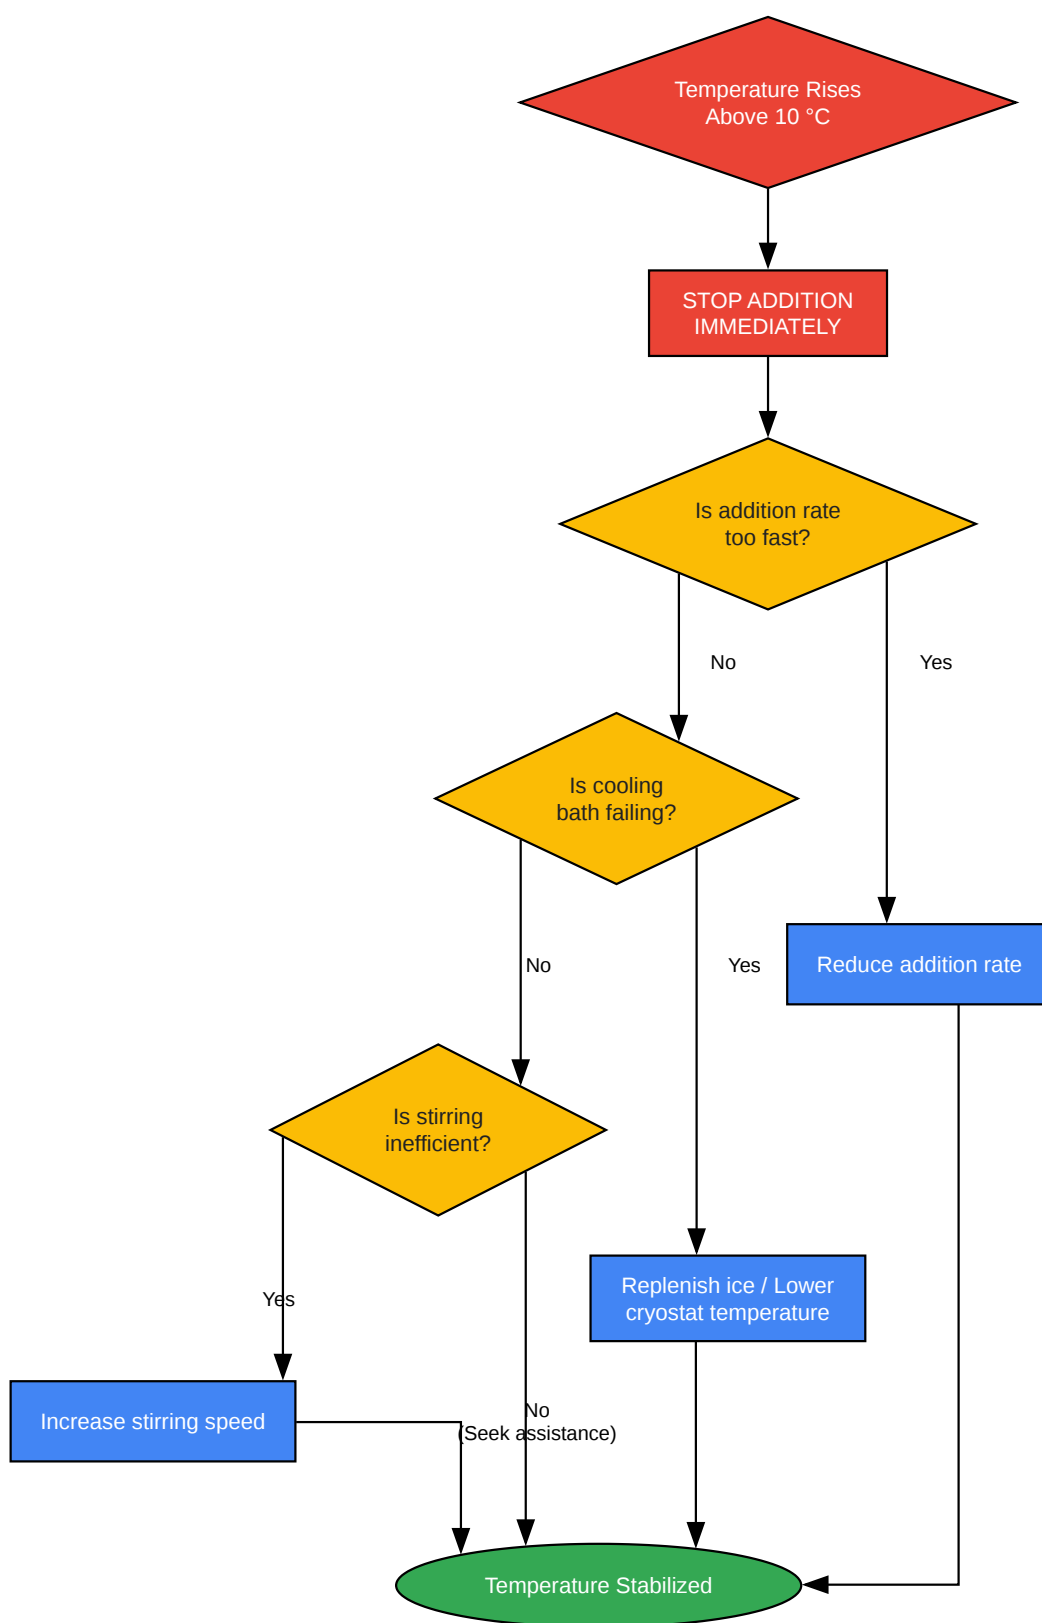 Temperature Rises
Above 10 °C
STOP ADDITION
IMMEDIATELY
Is addition rate
too fast?
No
Yes
Is cooling
bath failing?
No
Yes
Reduce addition rate
Is stirring
inefficient?
Yes
Replenish ice / Lower
cryostat temperature
Increase stirring speed
No
(Seek assistance)
Temperature Stabilized